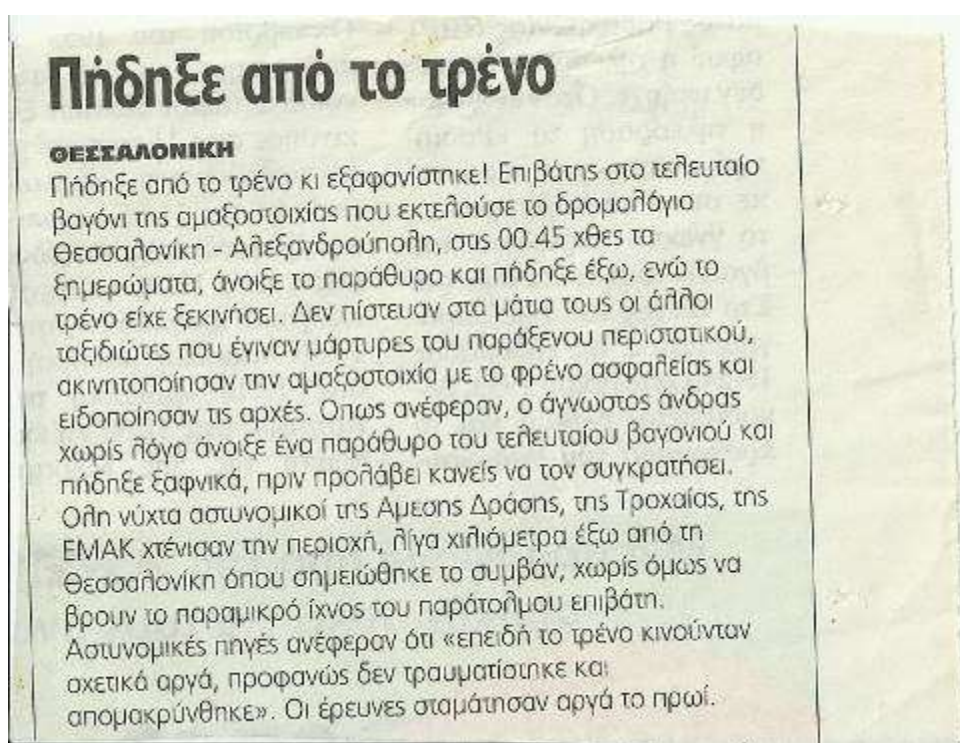 Πήδηξε από το τρένο
ΘΕΣΣΑΛΟΝΙΚΗ
Πήδηξε από το τρένο κι εξαφανίστηκε! Επιβάτης στο τελευταίο
βαγόνι της αμαξοστοιχίας που εκτελούσε το δρομολόγιο
Θεσσαλονίκη - Αλεξανδρούπολη, στις 00.45 χθες τα
ξημερώματα, άνοιξε το παράθυρο και πήδηξε έξω, ενώ το
τρένο είχε ξεκινήσει. Δεν πίστευαν στα μάτια τους οι άλλοι
ταξιδιώτες που έγιναν μάρτυρες του παράξενου περιστατικού,
ακινητοποίησαν την αμαξοστοιχία με το φρένο ασφαλείας και
ειδοποίησαν τις αρχές. Οπως ανέφεραν, ο άγνωστος άνδρας
χωρίς λόγο άνοιξε ένα παράθυρο του τελευταίου βαγονιού και
πήδηξε ξαφνικά, πριν προλάβει κανείς να τον συγκρατήσει.
Ολη νύχτα αστυνομικοί της Αμεσης Δράσης, της Τροχαίας, της
ΕΜΑΚ χτένισαν την περιοχή, λίγα χιλιόμετρα έξω από τη
Θεσσαλονίκη όπου σημειώθηκε το συμβάν, χωρίς όμως να
βρουν το παραμικρό ίχνος του παράτολμου επιβάτη.
Αστυνομικές πηγές ανέφεραν ότι «επειδή το τρένο κινούνταν
σχετικά αργά, προφανώς δεν τραυματίστηκε και
απομακρύνθηκε». Οι έρευνες σταμάτησαν αργά το πρωί.